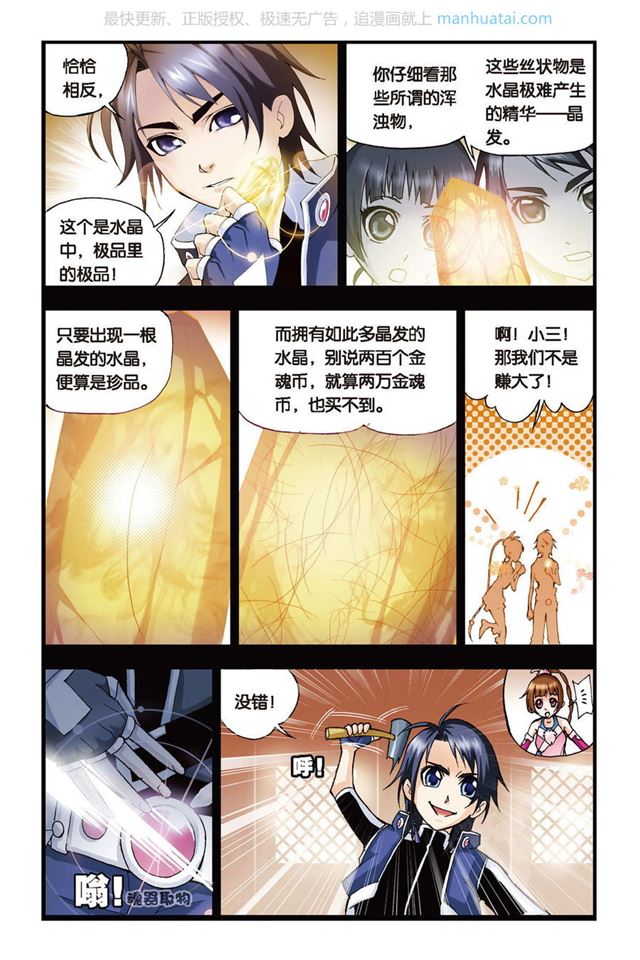 最快更新、正版授权、极速无广告，追漫画就上 manhuatai.com
恰恰
相反，
这个是水晶
中，极品里
的极品！
你仔细看那
些所谓的浑
浊物，
这些丝状物是
水晶极难产生
的精华——晶
发。
只要出现一根
晶发的水晶，
便算是珍品。
而拥有如此多晶发的
水晶，别说两百个金
魂币，就算两万金魂
币，也买不到。
啊！小三！
那我们不是
赚大了！
嗡！
魂器取物
没错！
呼！